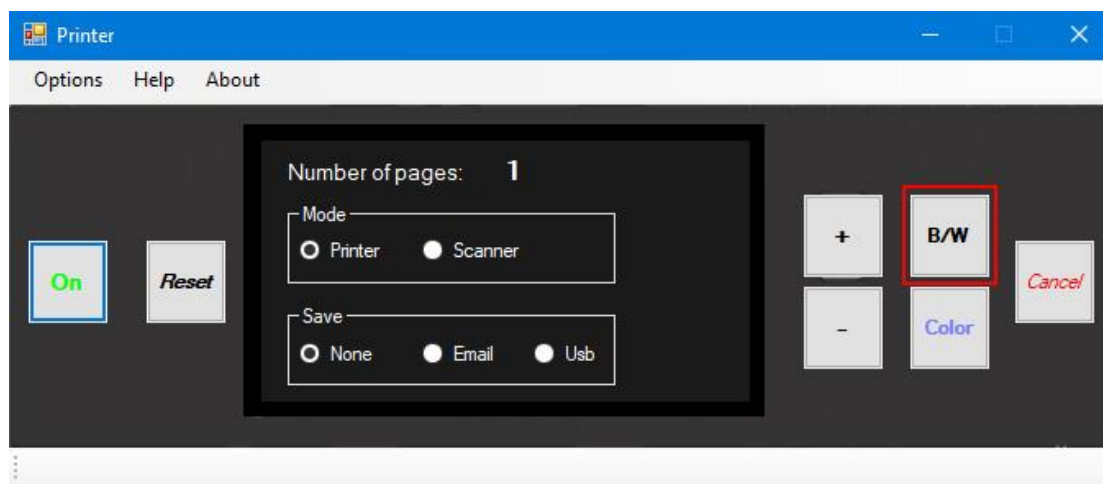 Printer
Options Help About
Number of pages: 1
Mode
Printer Scanner
Save
None Email Usb
On
Reset
+
B/W
-
Color
Cancel